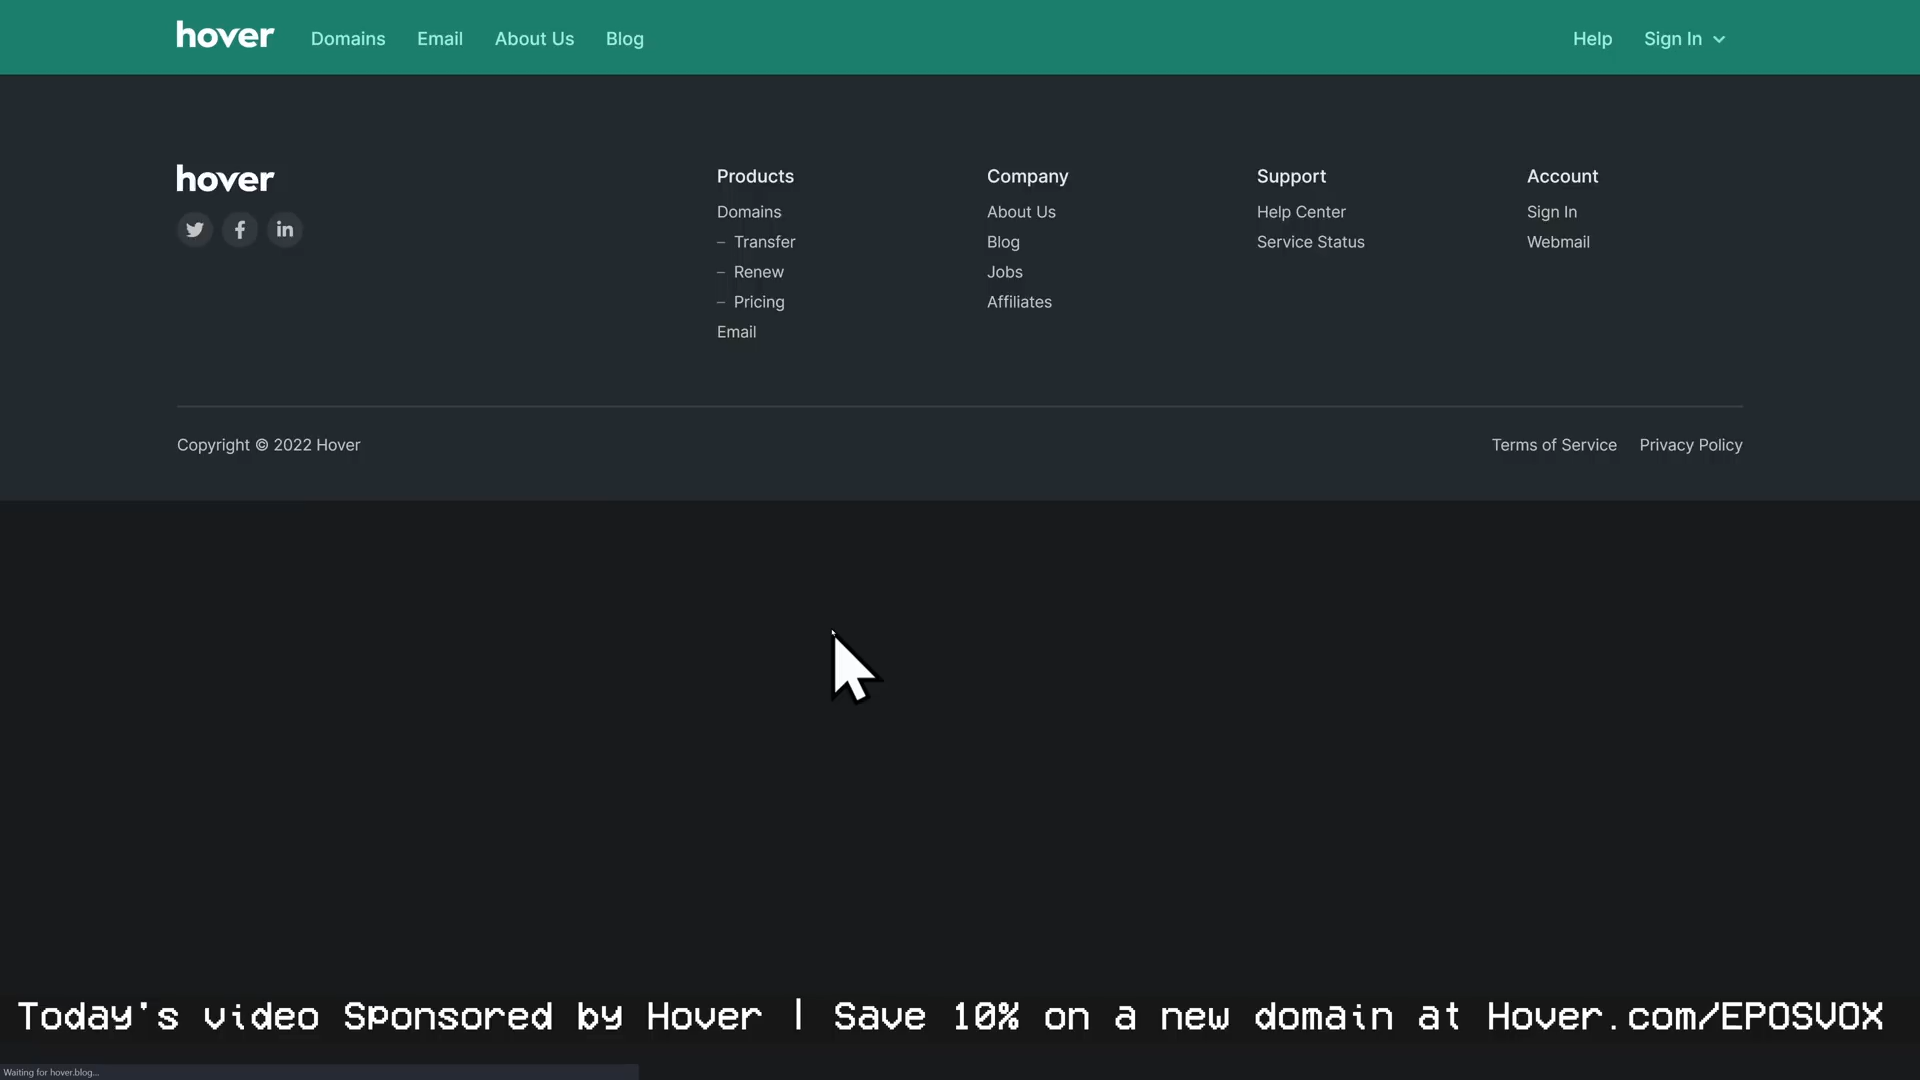 hover Domains Email About Us Blog Help Sign In
hover
Products
Domains
– Transfer
– Renew
– Pricing
Email
Company
About Us
Blog
Jobs
Affiliates
Support
Help Center
Service Status
Account
Sign In
Webmail
Copyright © 2022 Hover
Terms of Service Privacy Policy
Today's video Sponsored by Hover | Save 10% on a new domain at Hover.com/EPOSVOX
Waiting for hover.blog...